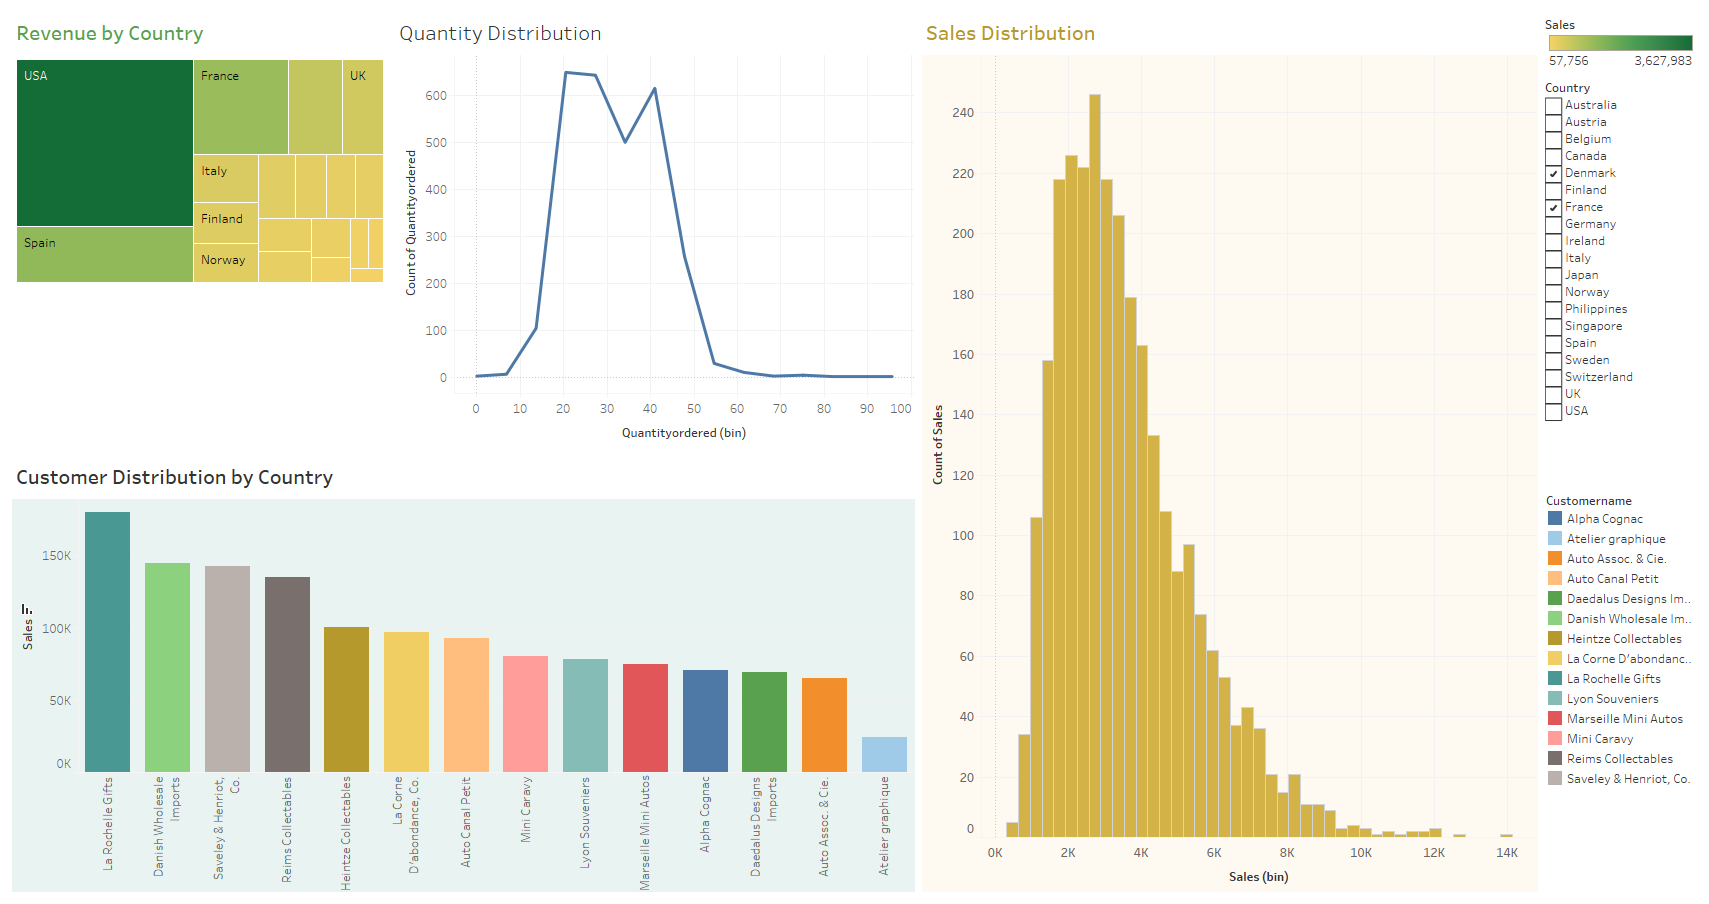 Revenue by Country
USA
France
UK
Italy
Finland
Spain
Norway
Quantity Distribution
Count of Quantityordered
600
500
400
300
200
100
0
0 10 20 30 40 50 60 70 80 90 100
Quantityordered (bin)
Customer Distribution by Country
Sales
150K
100K
50K
0K
La Rochelle Gifts
Danish Wholesale
Imports
Saveley & Henriot,
Co.
Reims Collectables
Heintze Collectables
La Corne
D'abondance, Co.
Auto Canal Petit
Mini Caravy
Lyon Souveniers
Marseille Mini Autos
Alpha Cognac
Daedalus Designs
Imports
Auto Assoc. & Cie.
Atelier graphique
Sales Distribution
Count of Sales
240
220
200
180
160
140
120
100
80
60
40
20
0
0K 2K 4K 6K 8K 10K 12K 14K
Sales (bin)
Sales
57,756 3,627,983
Country
Australia
Austria
Belgium
Canada
Denmark
Finland
France
Germany
Ireland
Italy
Japan
Norway
Philippines
Singapore
Spain
Sweden
Switzerland
UK
USA
Customername
Alpha Cognac
Atelier graphique
Auto Assoc. & Cie.
Auto Canal Petit
Daedalus Designs Im..
Danish Wholesale Im..
Heintze Collectables
La Corne D'abondanc..
La Rochelle Gifts
Lyon Souveniers
Marseille Mini Autos
Mini Caravy
Reims Collectables
Saveley & Henriot, Co.